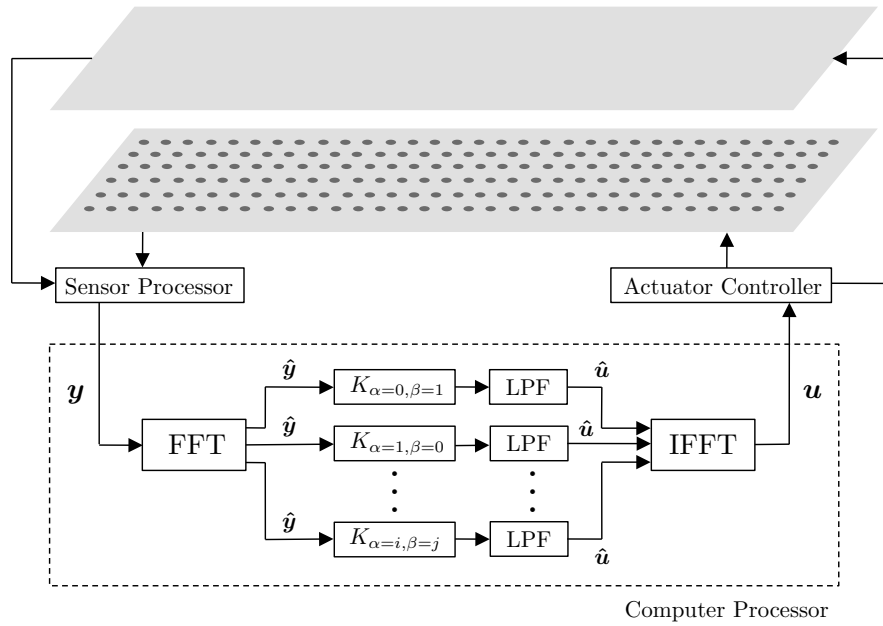 Sensor Processor
Actuator Controller
y
u
ŷ
K_{α=0,β=1}
LPF
û
FFT
ŷ
K_{α=1,β=0}
LPF
û
IFFT
ŷ
K_{α=i,β=j}
LPF
û
Computer Processor